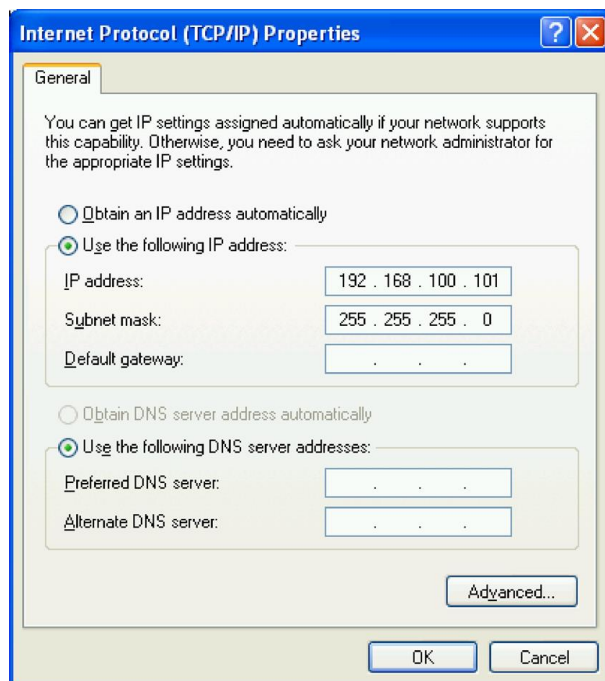 Internet Protocol (TCP/IP) Properties
General
You can get IP settings assigned automatically if your network supports
this capability. Otherwise, you need to ask your network administrator for
the appropriate IP settings.
Obtain an IP address automatically
Use the following IP address:
IP address: 192 . 168 . 100 . 101
Subnet mask: 255 . 255 . 255 . 0
Default gateway: . . .
Obtain DNS server address automatically
Use the following DNS server addresses:
Preferred DNS server: . . .
Alternate DNS server: . . .
Advanced...
OK Cancel